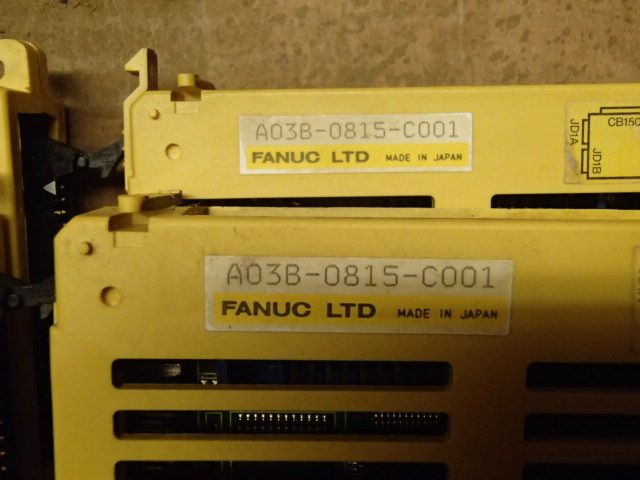 A03B-0815-C001
FANUC LTD MADE IN JAPAN
JD1A
JD1B
CB150
A03B-0815-C001
FANUC LTD MADE IN JAPAN